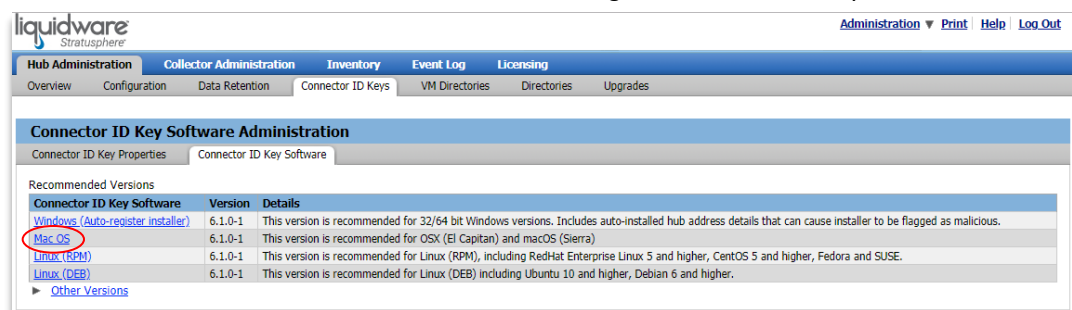 liquidware
Stratusphere
Administration ▼ Print Help Log Out
Hub Administration Collector Administration Inventory Event Log Licensing
Overview Configuration Data Retention Connector ID Keys VM Directories Directories Upgrades
Connector ID Key Software Administration
Connector ID Key Properties Connector ID Key Software
Recommended Versions
Connector ID Key Software Version Details
Windows (Auto-register installer) 6.1.0-1 This version is recommended for 32/64 bit Windows versions. Includes auto-installed hub address details that can cause installer to be flagged as malicious.
Mac OS 6.1.0-1 This version is recommended for OSX (El Capitan) and macOS (Sierra)
Linux (RPM) 6.1.0-1 This version is recommended for Linux (RPM), including RedHat Enterprise Linux 5 and higher, CentOS 5 and higher, Fedora and SUSE.
Linux (DEB) 6.1.0-1 This version is recommended for Linux (DEB) including Ubuntu 10 and higher, Debian 6 and higher.
► Other Versions